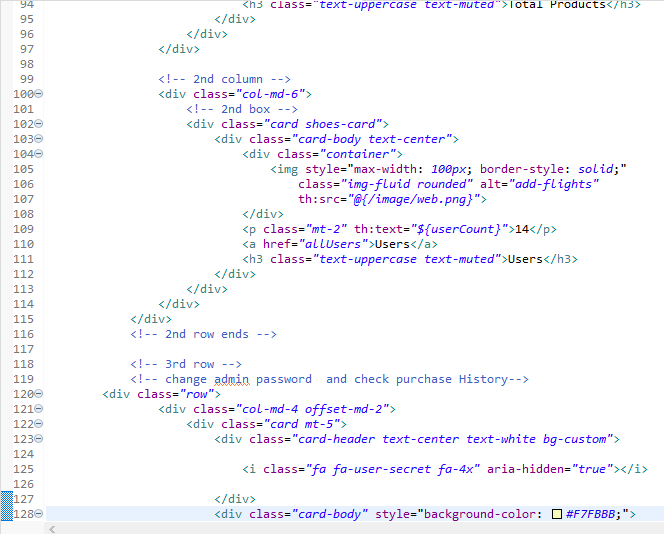 94 <h3 class="text-uppercase text-muted">Total Products</h3>
95 </div>
96 </div>
97 </div>
98
99 <!-- 2nd column -->
100 <div class="col-md-6">
101 <!-- 2nd box -->
102 <div class="card shoes-card">
103 <div class="card-body text-center">
104 <div class="container">
105 <img style="max-width: 100px; border-style: solid;"
106 class="img-fluid rounded" alt="add-flights"
107 th:src="@{/image/web.png}">
108 </div>
109 <p class="mt-2" th:text="${userCount}">14</p>
110 <a href="allUsers">Users</a>
111 <h3 class="text-uppercase text-muted">Users</h3>
112 </div>
113 </div>
114 </div>
115 </div>
116 <!-- 2nd row ends -->
117
118 <!-- 3rd row -->
119 <!-- change admin password  and check purchase History-->
120 <div class="row">
121 <div class="col-md-4 offset-md-2">
122 <div class="card mt-5">
123 <div class="card-header text-center text-white bg-custom">
124
125 <i class="fa fa-user-secret fa-4x" aria-hidden="true"></i>
126
127 </div>
128 <div class="card-body" style="background-color: #F7FBBB;">